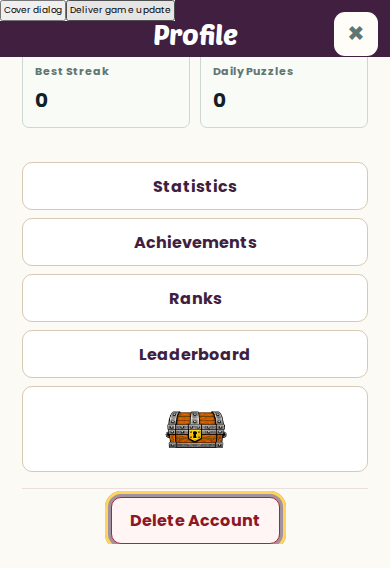 Cover dialog Deliver game update
Profile
✖
Best Streak Daily Puzzles
0 0
Statistics
Achievements
Ranks
Leaderboard
Delete Account